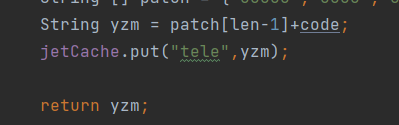 String yzm = patch[len-1]+code;
jetCache.put("tele",yzm);
return yzm;